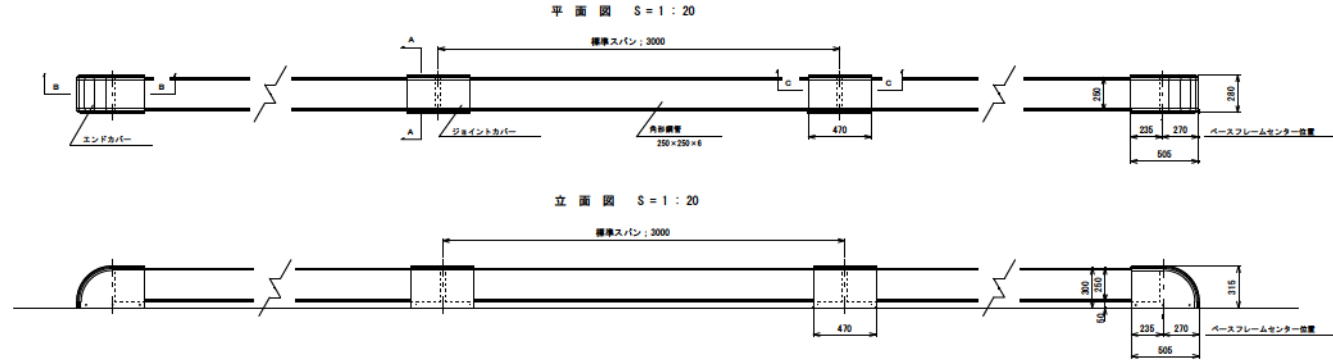 平 面 図 S = 1 : 20
標準スパン ; 3000
A
A
B
B
C
C
エンドカバー
ジョイントカバー
角形鋼管
250×250×6
470
250
280
235
270
505
ベースフレームセンター位置
立 面 図 S = 1 : 20
標準スパン ; 3000
470
300
250
50
315
235
270
505
ベースフレームセンター位置